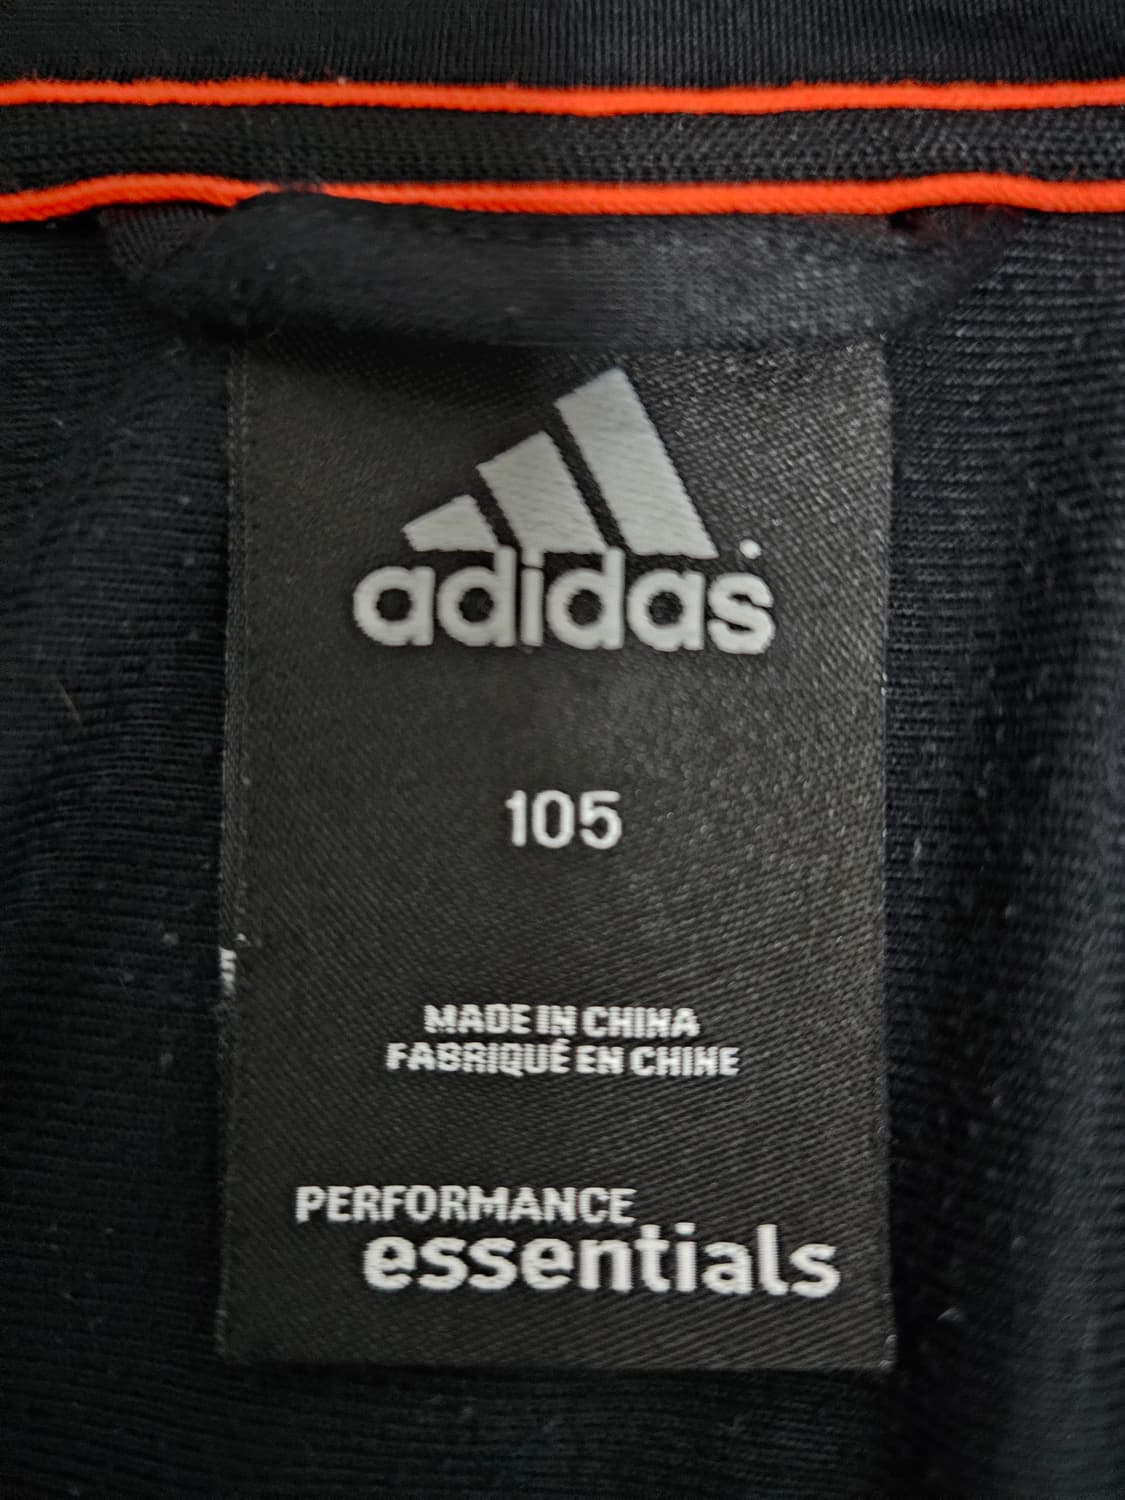 adidas
105
MADE IN CHINA
FABRIQUÉ EN CHINE
PERFORMANCE
essentials